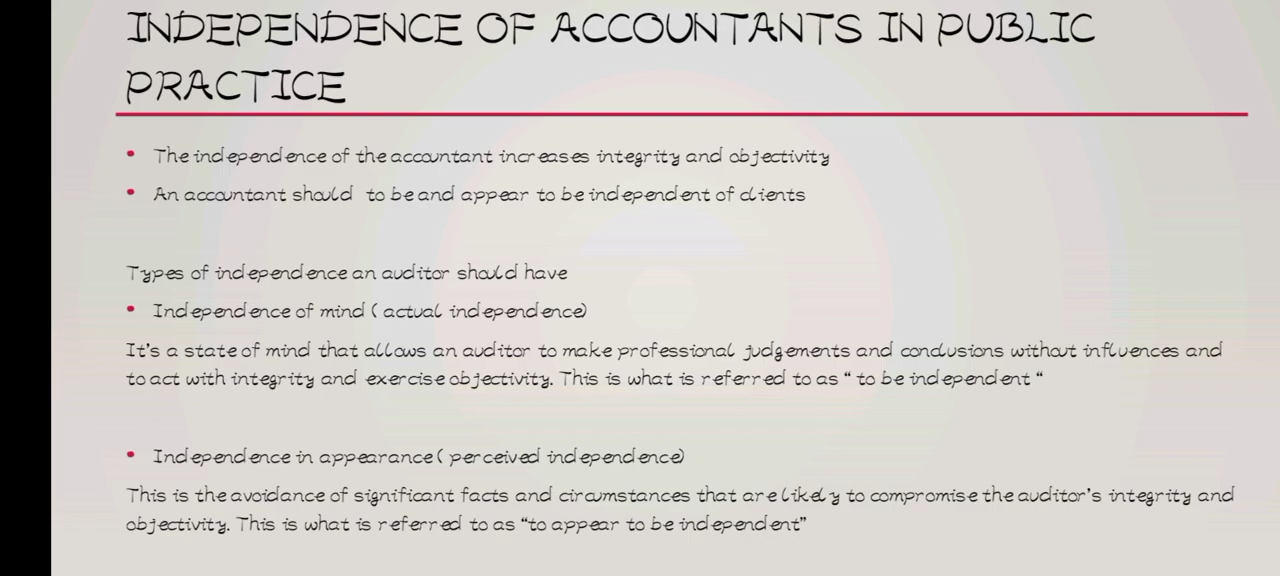 INDEPENDENCE OF ACCOUNTANTS IN PUBLIC
PRACTICE
• The independence of the accountant increases integrity and objectivity
• An accountant should to be and appear to be independent of clients
Types of independence an auditor should have
• Independence of mind ( actual independence)
It's a state of mind that allows an auditor to make professional judgements and conclusions without influences and
to act with integrity and exercise objectivity. This is what is referred to as “ to be independent “
• Independence in appearance ( perceived independence)
This is the avoidance of significant facts and circumstances that are likely to compromise the auditor's integrity and
objectivity. This is what is referred to as “to appear to be independent”